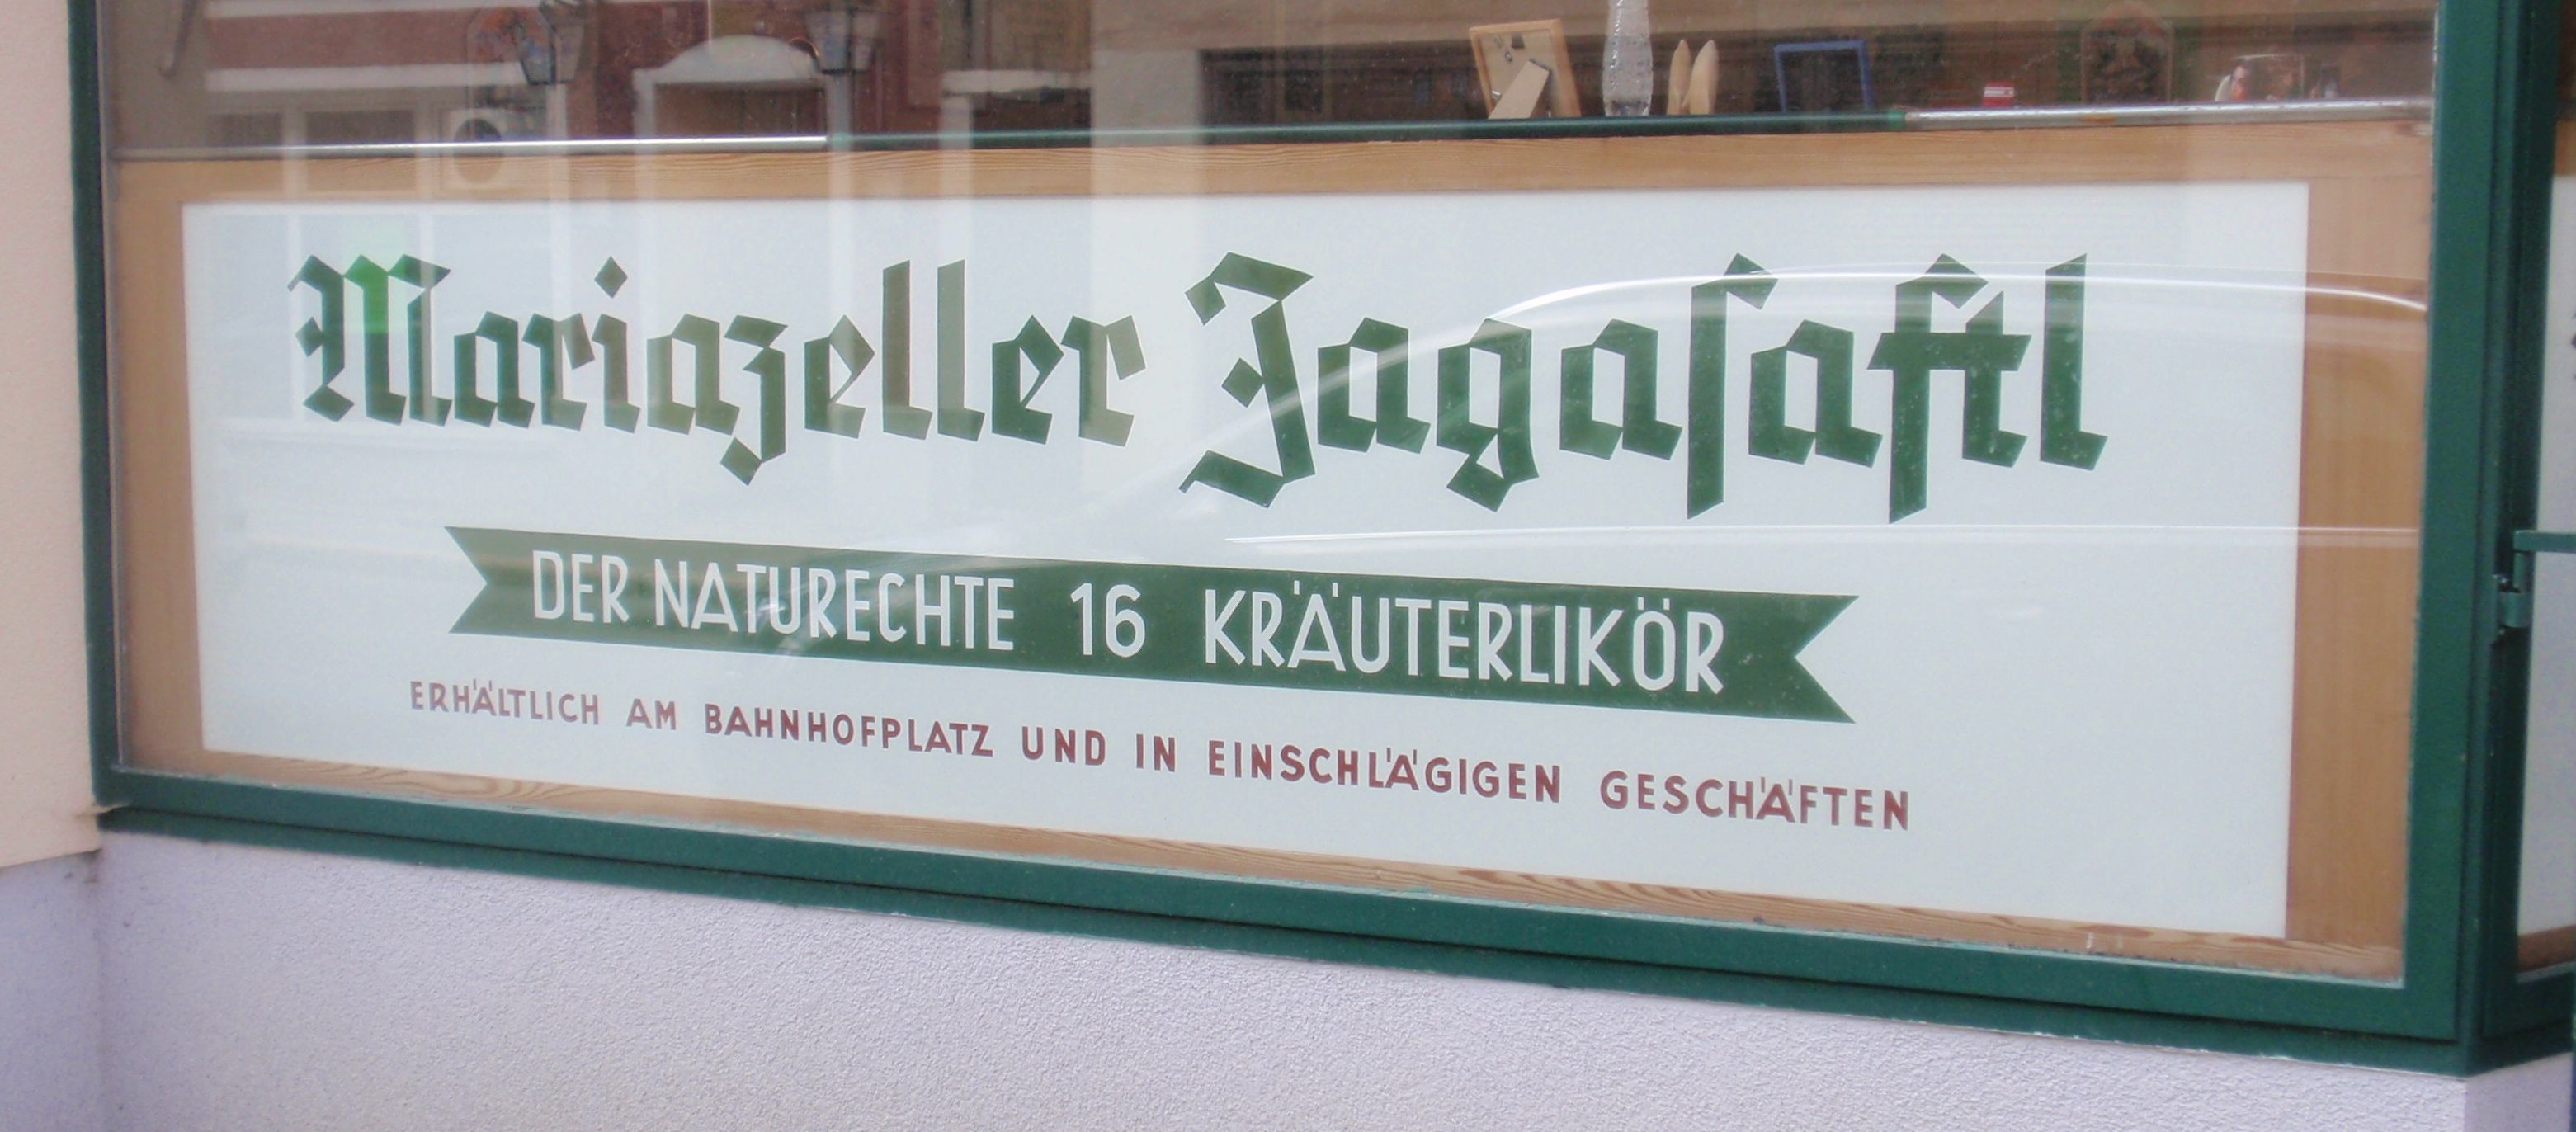 Mariazeller Jagaſaftl
DER NATURECHTE 16 KRÄUTERLIKÖR
ERHÄLTLICH AM BAHNHOFPLATZ UND IN EINSCHLÄGIGEN GESCHÄFTEN